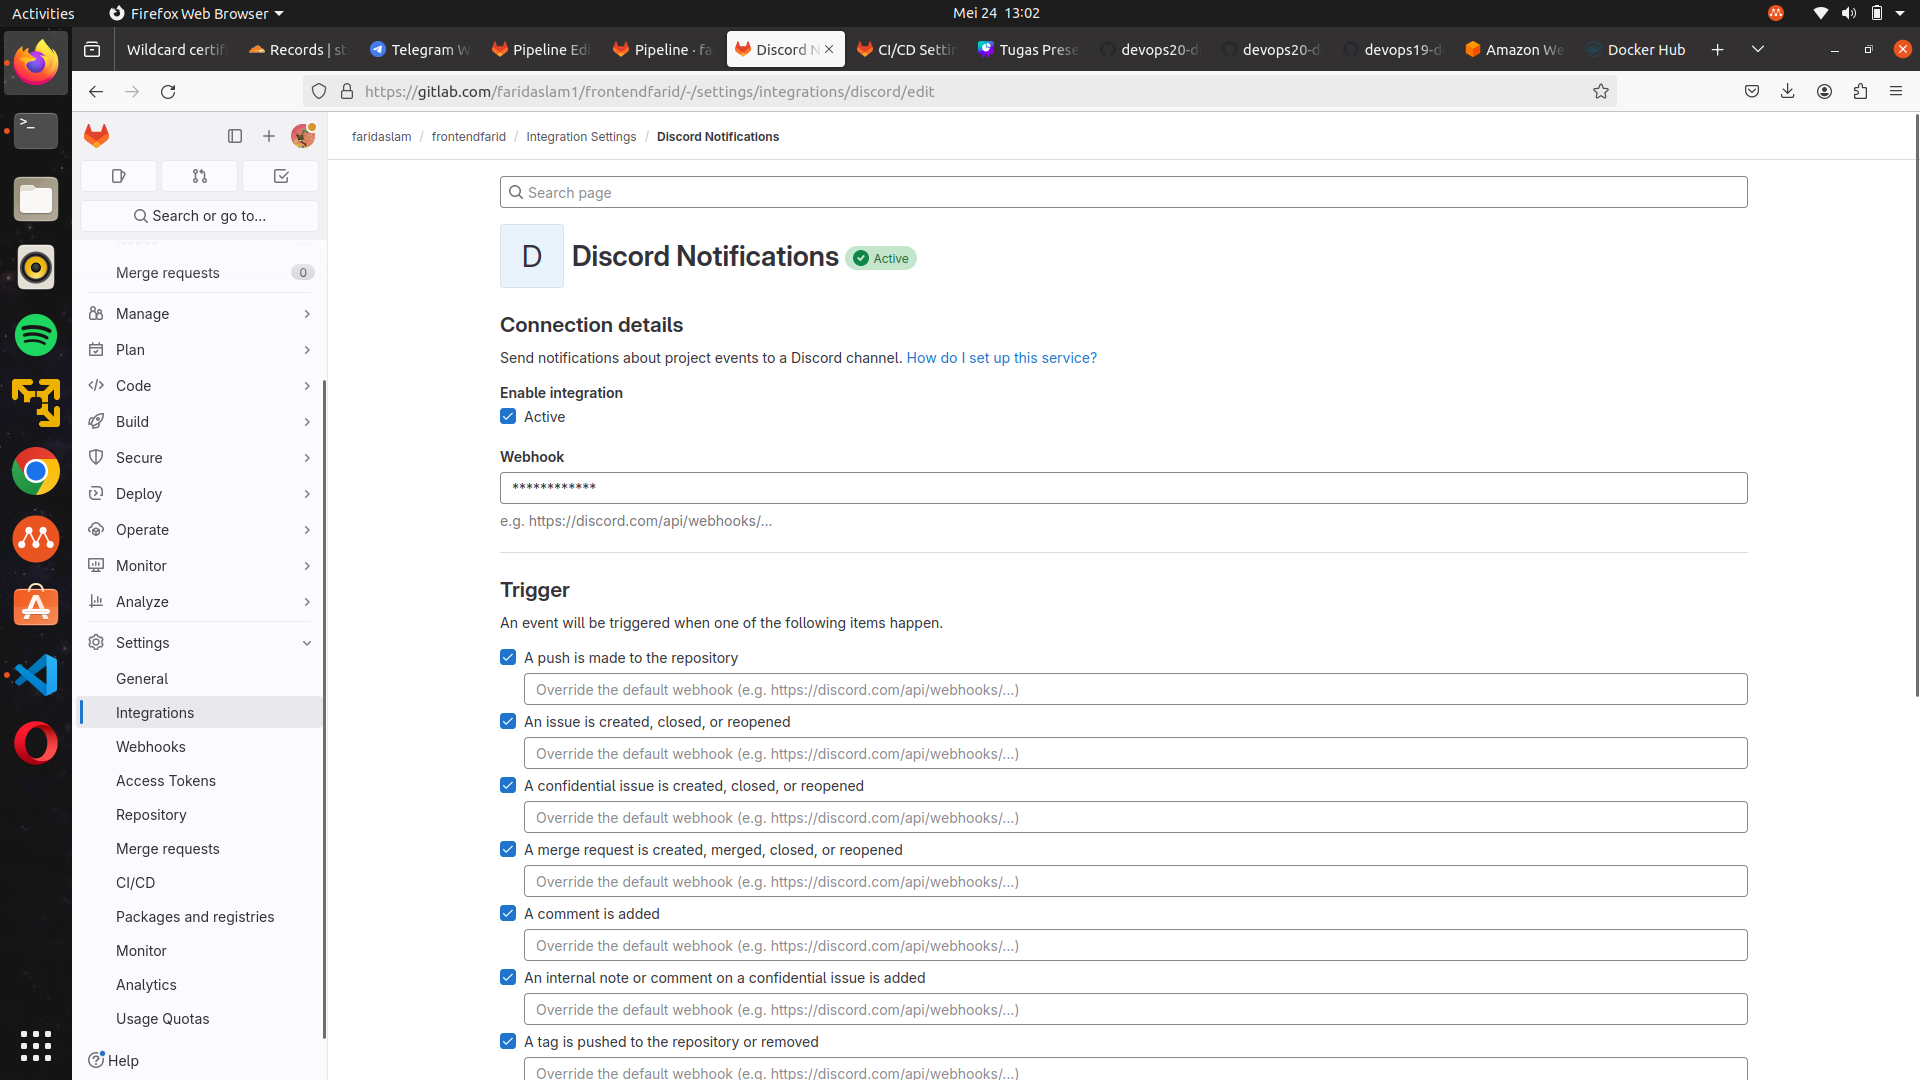 Activities
Firefox Web Browser
Mei 24 13:02
Wildcard certif
Records | st
Telegram W
Pipeline Edi
Pipeline · fa
Discord N
CI/CD Settin
Tugas Prese
devops20-d
devops20-d
devops19-d
Amazon We
Docker Hub
https://gitlab.com/faridaslam1/frontendfarid/-/settings/integrations/discord/edit
faridaslam / frontendfarid / Integration Settings / Discord Notifications
Search or go to...
Merge requests 0
Manage
Plan
Code
Build
Secure
Deploy
Operate
Monitor
Analyze
Settings
General
Integrations
Webhooks
Access Tokens
Repository
Merge requests
CI/CD
Packages and registries
Monitor
Analytics
Usage Quotas
Help
Search page
D
Discord Notifications
Active
Connection details
Send notifications about project events to a Discord channel. How do I set up this service?
Enable integration
Active
Webhook
************
e.g. https://discord.com/api/webhooks/...
Trigger
An event will be triggered when one of the following items happen.
A push is made to the repository
Override the default webhook (e.g. https://discord.com/api/webhooks/...)
An issue is created, closed, or reopened
Override the default webhook (e.g. https://discord.com/api/webhooks/...)
A confidential issue is created, closed, or reopened
Override the default webhook (e.g. https://discord.com/api/webhooks/...)
A merge request is created, merged, closed, or reopened
Override the default webhook (e.g. https://discord.com/api/webhooks/...)
A comment is added
Override the default webhook (e.g. https://discord.com/api/webhooks/...)
An internal note or comment on a confidential issue is added
Override the default webhook (e.g. https://discord.com/api/webhooks/...)
A tag is pushed to the repository or removed
Override the default webhook (e.g. https://discord.com/api/webhooks/...)